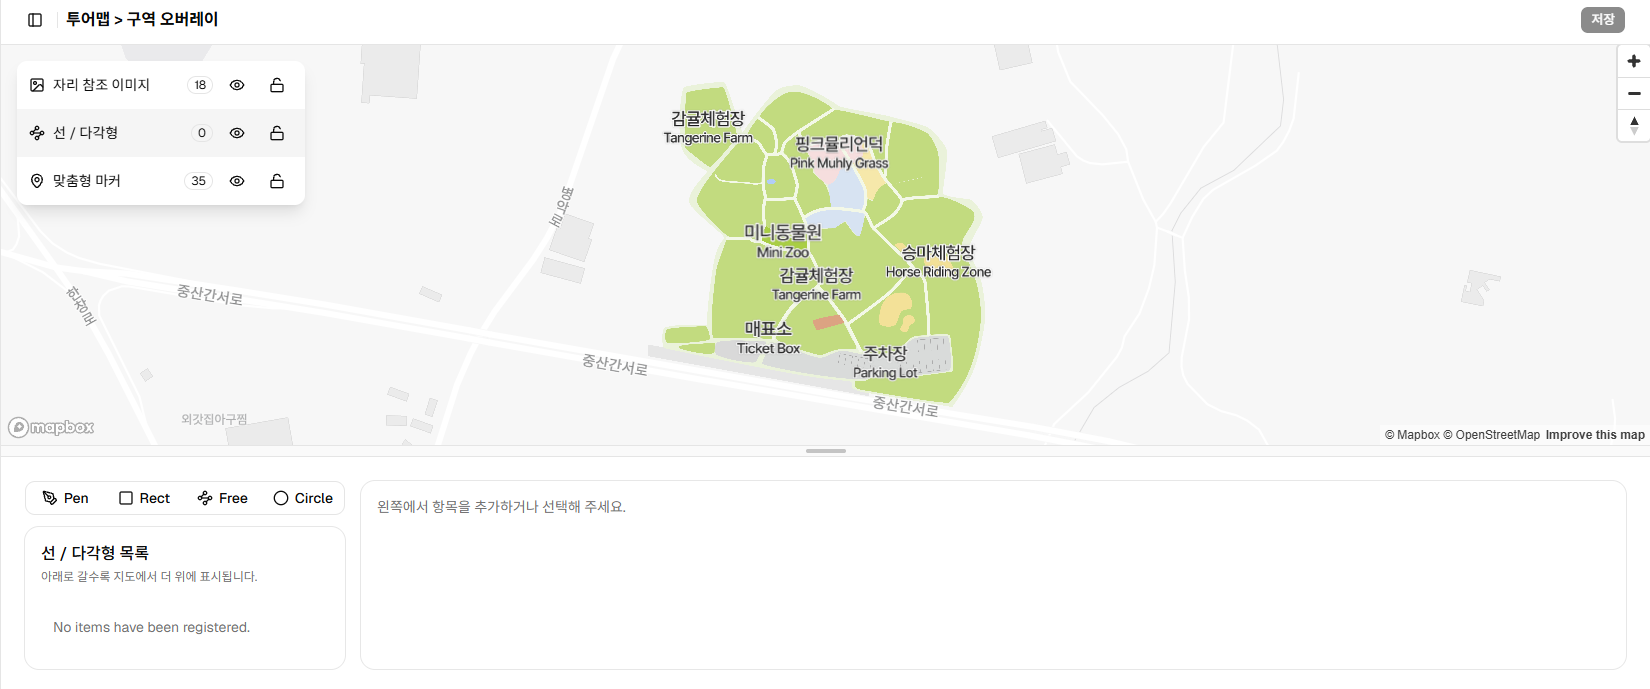 투어맵 > 구역 오버레이
저장
자리 참조 이미지 18
선 / 다각형 0
맞춤형 마커 35
감귤체험장
Tangerine Farm
핑크뮬리언덕
Pink Muhly Grass
병악로
미니동물원
Mini Zoo
승마체험장
Horse Riding Zone
감귤체험장
Tangerine Farm
한창로
중산간서로
매표소
Ticket Box
주차장
Parking Lot
중산간서로
중산간서로
외갓집아구찜
mapbox
© Mapbox © OpenStreetMap Improve this map
Pen Rect Free Circle
왼쪽에서 항목을 추가하거나 선택해 주세요.
선 / 다각형 목록
아래로 갈수록 지도에서 더 위에 표시됩니다.
No items have been registered.